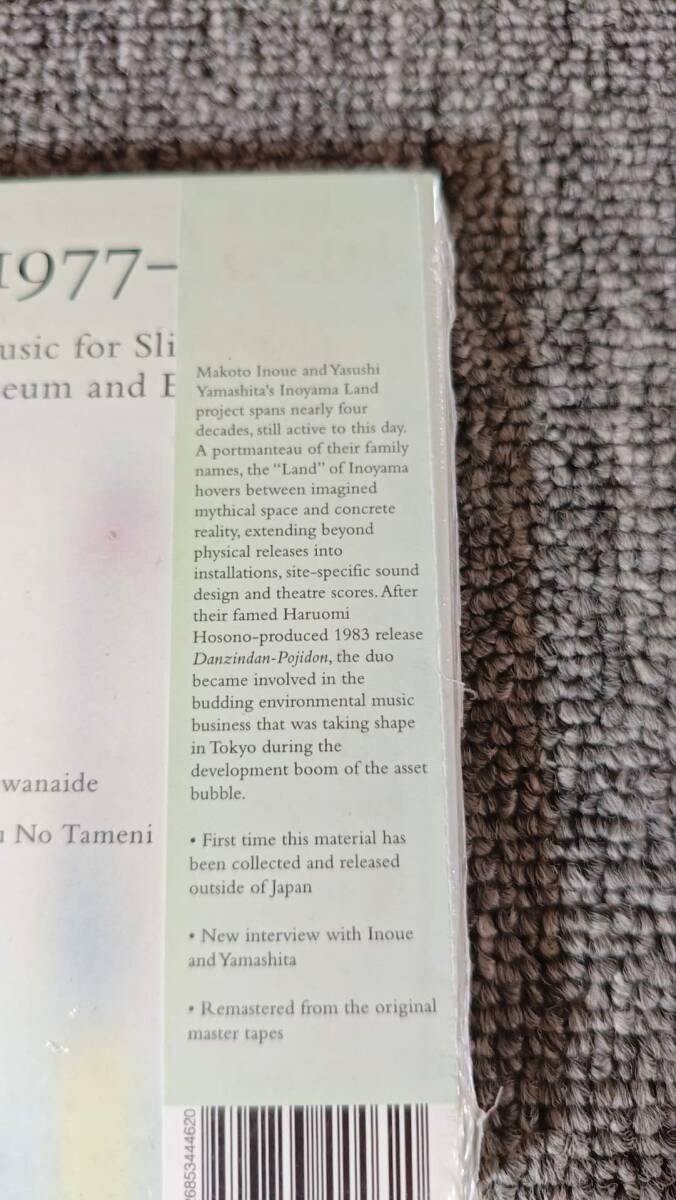 1977–
usic for Sli
eum and E
Makoto Inoue and Yasushi
Yamashita's Inoyama Land
project spans nearly four
decades, still active to this day.
A portmanteau of their family
names, the “Land” of Inoyama
hovers between imagined
mythical space and concrete
reality, extending beyond
physical releases into
installations, site-specific sound
design and theatre scores. After
their famed Haruomi
Hosono-produced 1983 release
Danzindan-Pojidon, the duo
became involved in the
budding environmental music
business that was taking shape
in Tokyo during the
development boom of the asset
bubble.
wanaide
u No Tameni
• First time this material has
been collected and released
outside of Japan
• New interview with Inoue
and Yamashita
• Remastered from the original
master tapes
6853444620